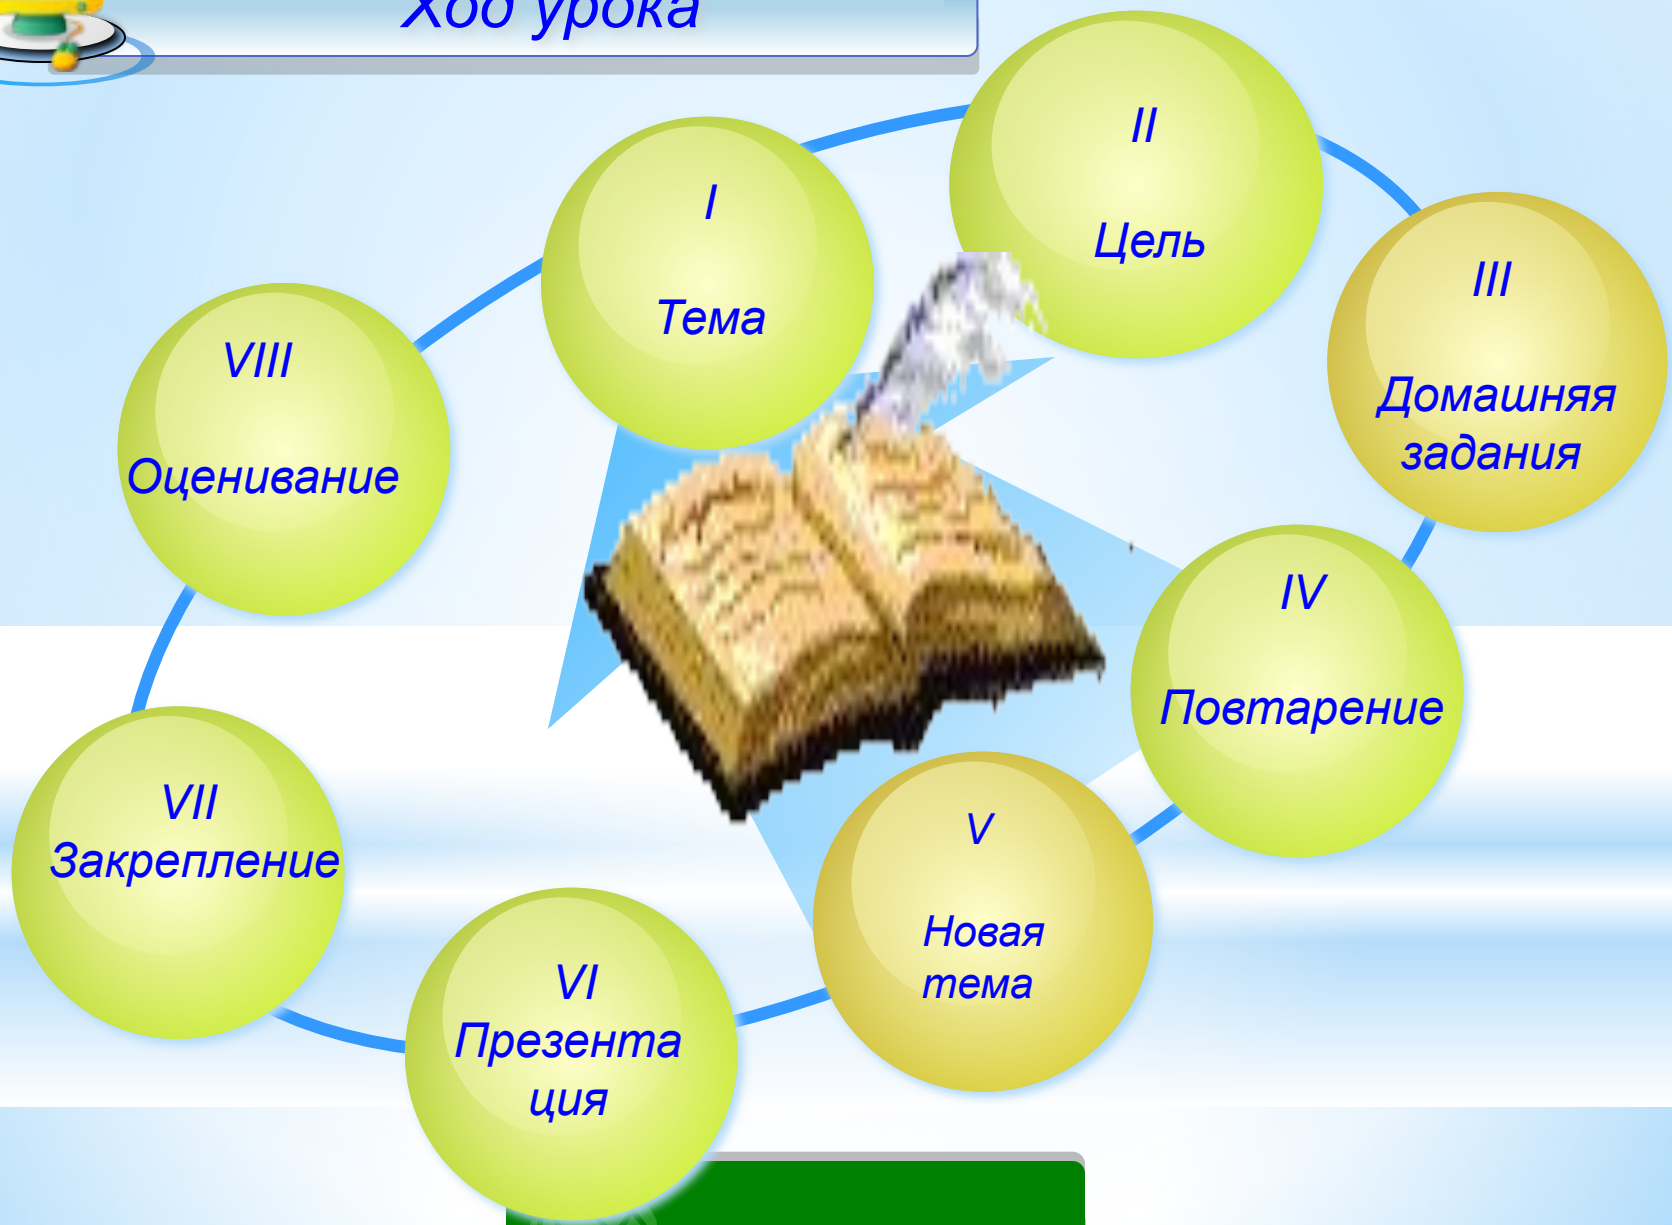 Ход урока
I
Тема
II
Цель
III
Домашняя
задания
IV
Повтарение
V
Новая
тема
VI
Презента
ция
VII
Закрепление
VIII
Оценивание